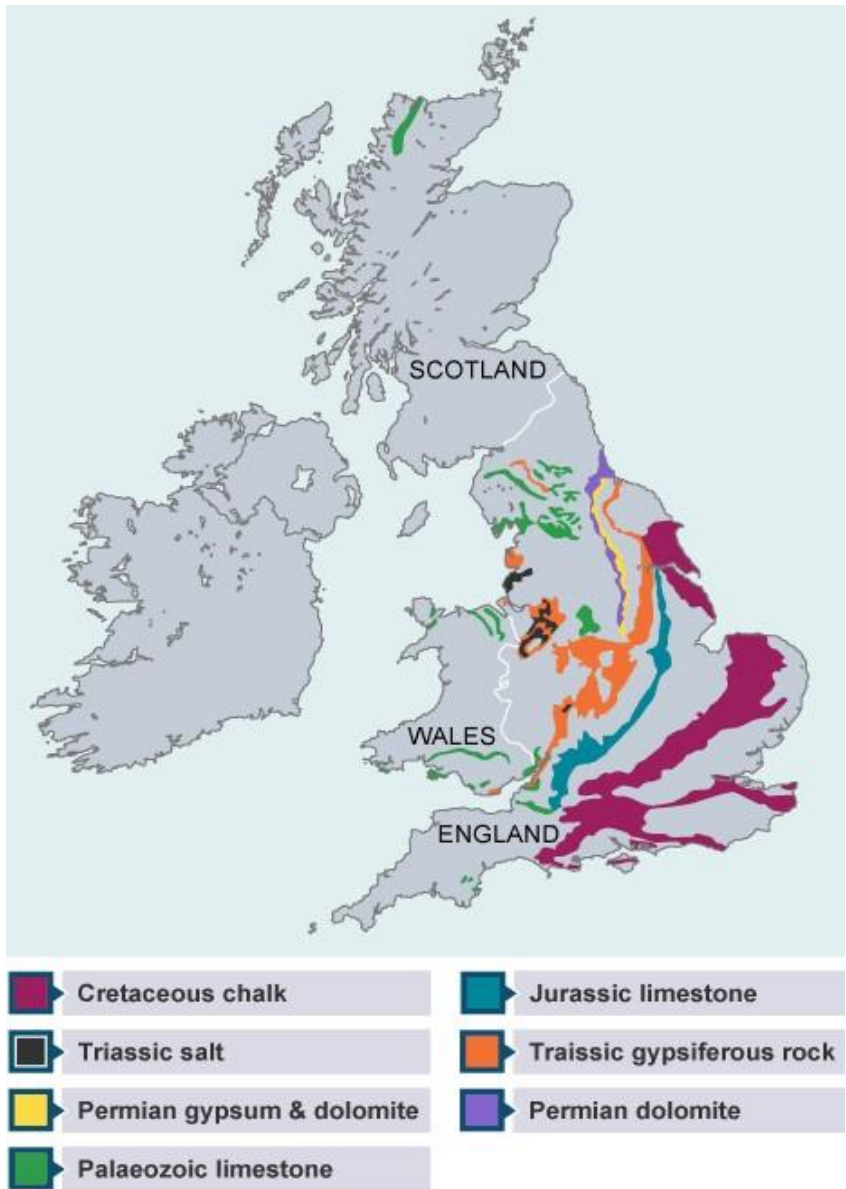 SCOTLAND
WALES
ENGLAND
Cretaceous chalk
Jurassic limestone
Triassic salt
Traissic gypsiferous rock
Permian gypsum & dolomite
Permian dolomite
Palaeozoic limestone